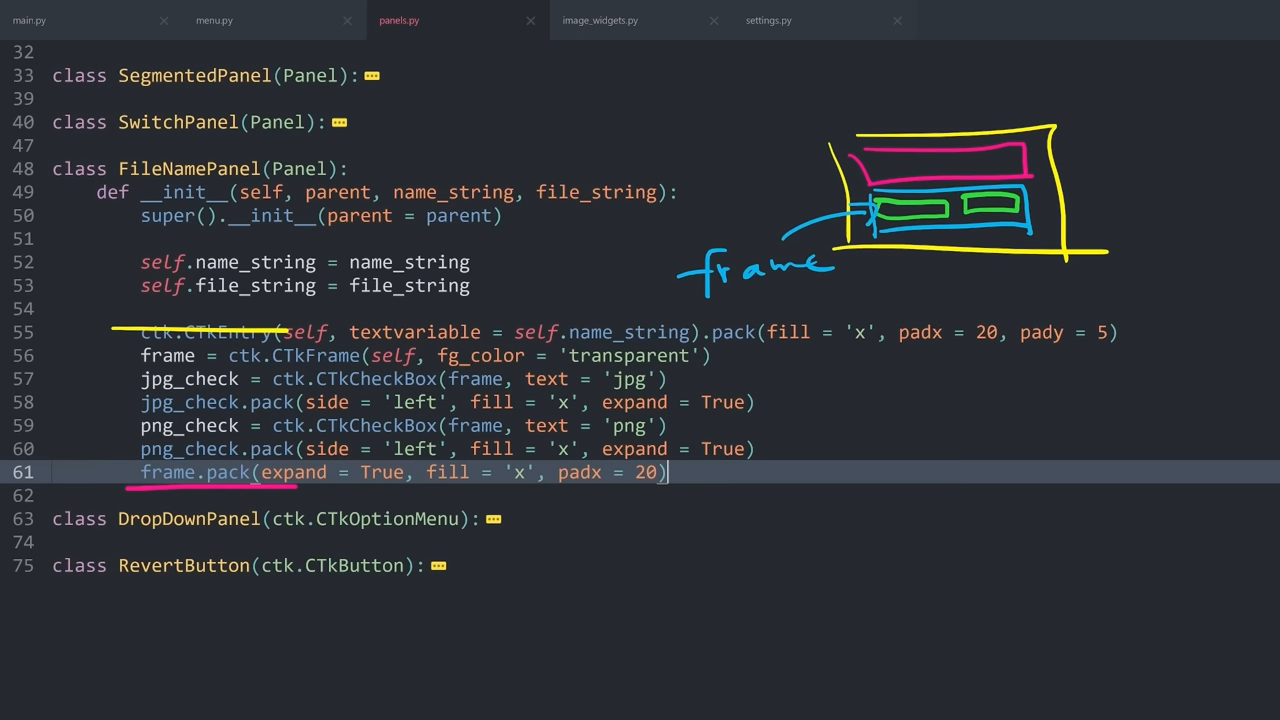 main.py menu.py panels.py image_widgets.py settings.py
32
33 class SegmentedPanel(Panel):
39
40 class SwitchPanel(Panel):
47
48 class FileNamePanel(Panel):
49 def __init__(self, parent, name_string, file_string):
50 super().__init__(parent = parent)
51
52 self.name_string = name_string
53 self.file_string = file_string
54
55 ctk.CTkEntry(self, textvariable = self.name_string).pack(fill = 'x', padx = 20, pady = 5)
56 frame = ctk.CTkFrame(self, fg_color = 'transparent')
57 jpg_check = ctk.CTkCheckBox(frame, text = 'jpg')
58 jpg_check.pack(side = 'left', fill = 'x', expand = True)
59 png_check = ctk.CTkCheckBox(frame, text = 'png')
60 png_check.pack(side = 'left', fill = 'x', expand = True)
61 frame.pack(expand = True, fill = 'x', padx = 20)
62
63 class DropDownPanel(ctk.CTkOptionMenu):
74
75 class RevertButton(ctk.CTkButton):
frame